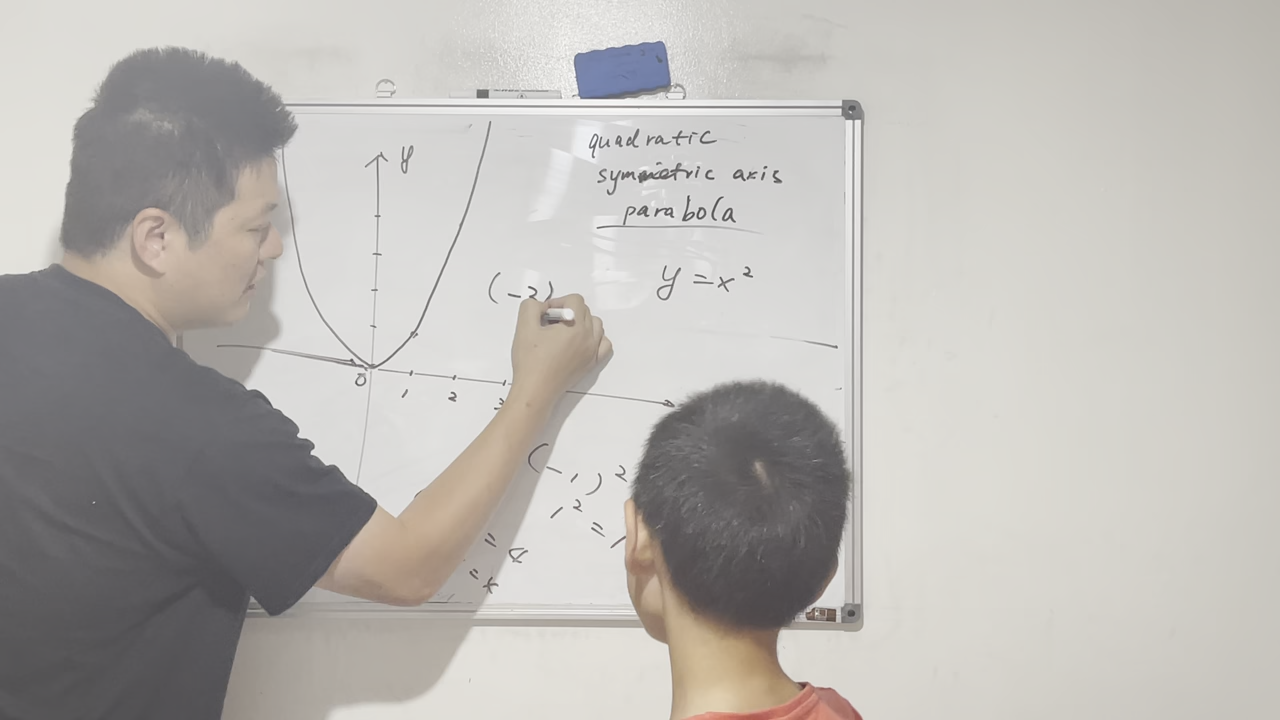 y
quadratic
symmetric axis
parabola
(-2)
y = x²
0 1 2 3
(-1)²
1² = 1
= 4
= x